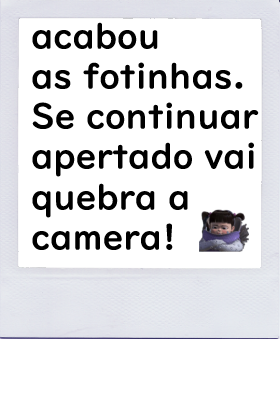 acabou
as fotinhas.
Se continuar
apertado vai
quebra a
camera!